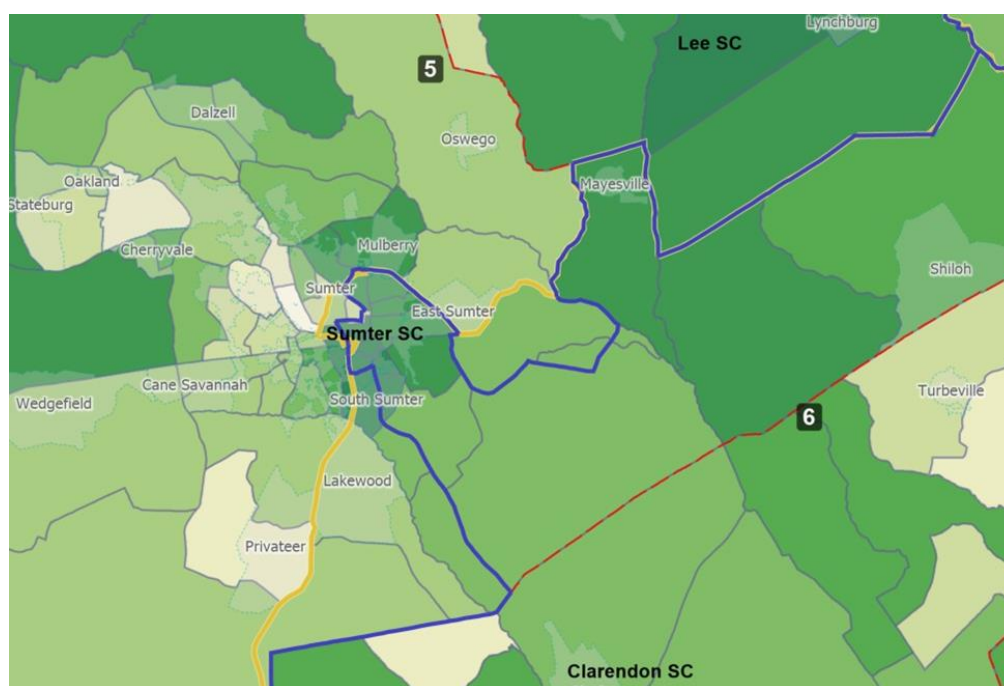 Lynchburg
Lee SC
5
Dalzell
Oswego
Oakland
Mayesville
Stateburg
Mulberry
Cherryvale
Shiloh
Sumter
East Sumter
Sumter SC
Cane Savannah
Wedgefield
South Sumter
Turbeville
6
Lakewood
Privateer
Clarendon SC